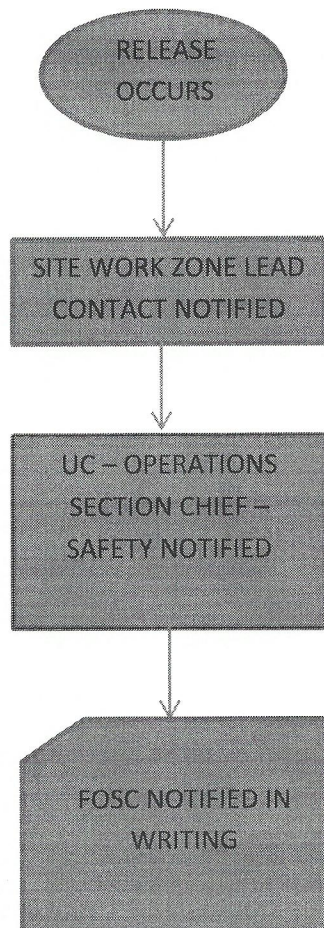 RELEASE
OCCURS
SITE WORK ZONE LEAD
CONTACT NOTIFIED
UC – OPERATIONS
SECTION CHIEF –
SAFETY NOTIFIED
FOSC NOTIFIED IN
WRITING